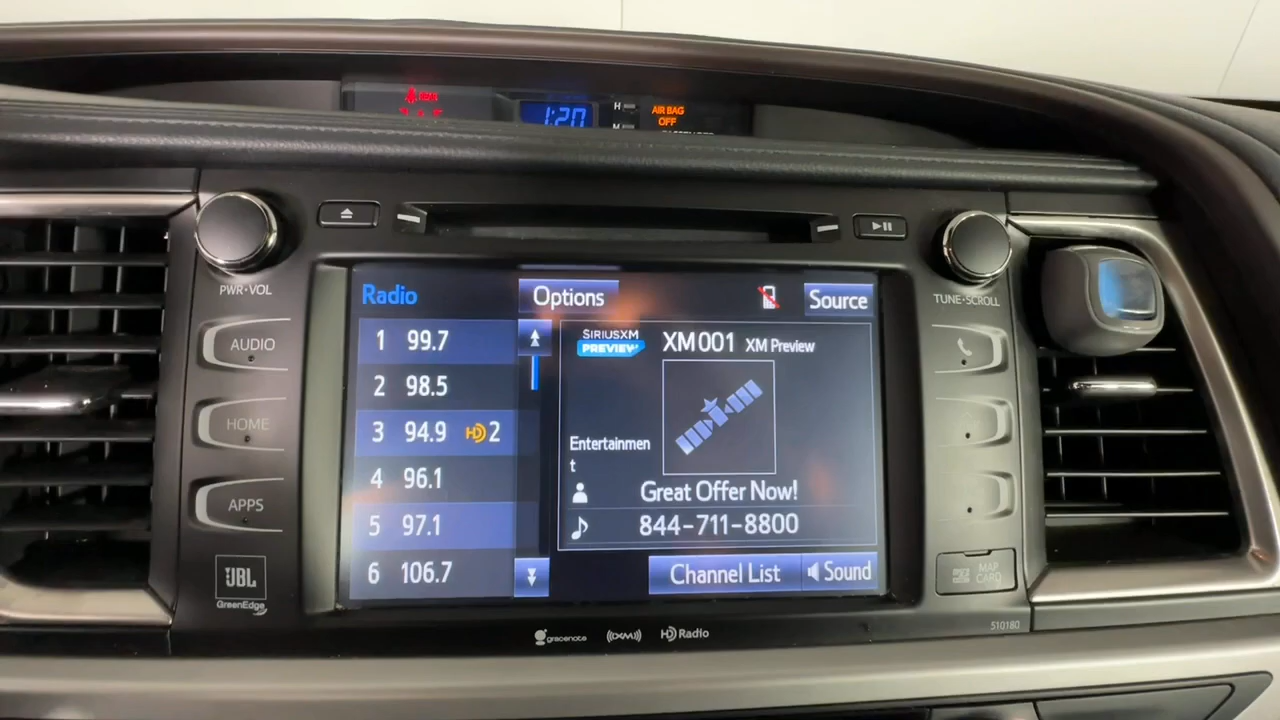 1:20
H
AIR BAG
OFF
PWR•VOL
TUNE•SCROLL
AUDIO
HOME
APPS
JBL
GreenEdge
Radio
Options
Source
1 99.7
2 98.5
3 94.9 HD 2
4 96.1
5 97.1
6 106.7
SIRIUSXM
PREVIEW
XM001 XM Preview
Entertainmen
t
Great Offer Now!
844-711-8800
Channel List
Sound
MAP
CARD
510180
gracenote
((XM))
HD Radio